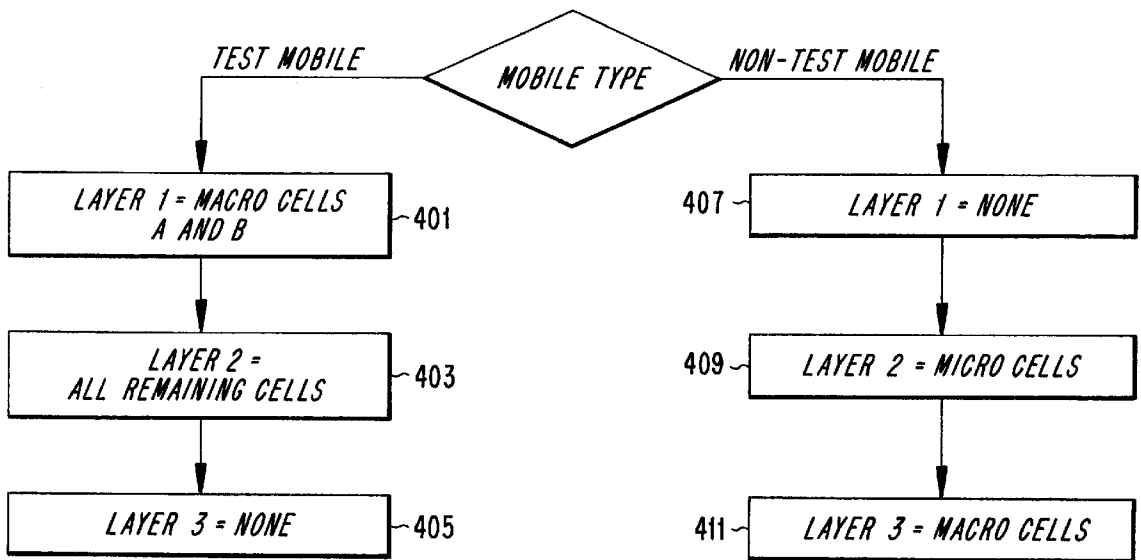 MOBILE TYPE
TEST MOBILE
NON-TEST MOBILE
LAYER 1 = MACRO CELLS
A AND B
401
407
LAYER 1 = NONE
LAYER 2 =
ALL REMAINING CELLS
403
409
LAYER 2 = MICRO CELLS
LAYER 3 = NONE
405
411
LAYER 3 = MACRO CELLS